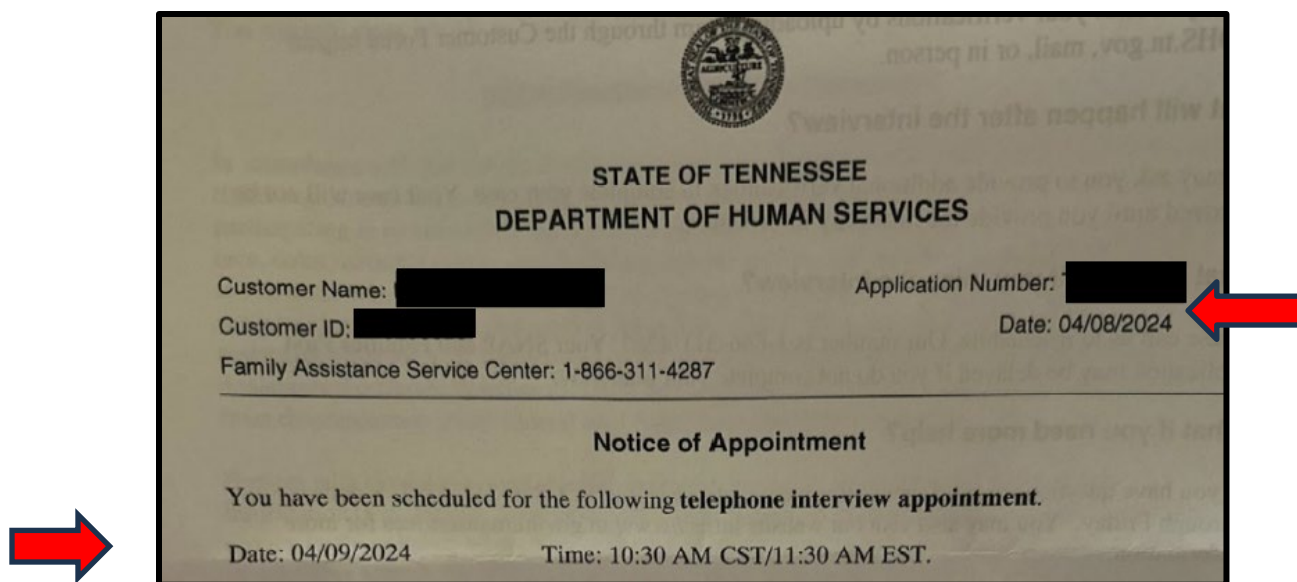 AGRICULTURE
STATE OF TENNESSEE
DEPARTMENT OF HUMAN SERVICES
Customer Name:
Application Number:
Customer ID:
Date: 04/08/2024
Family Assistance Service Center: 1-866-311-4287
Notice of Appointment
You have been scheduled for the following telephone interview appointment.
Date: 04/09/2024 Time: 10:30 AM CST/11:30 AM EST.